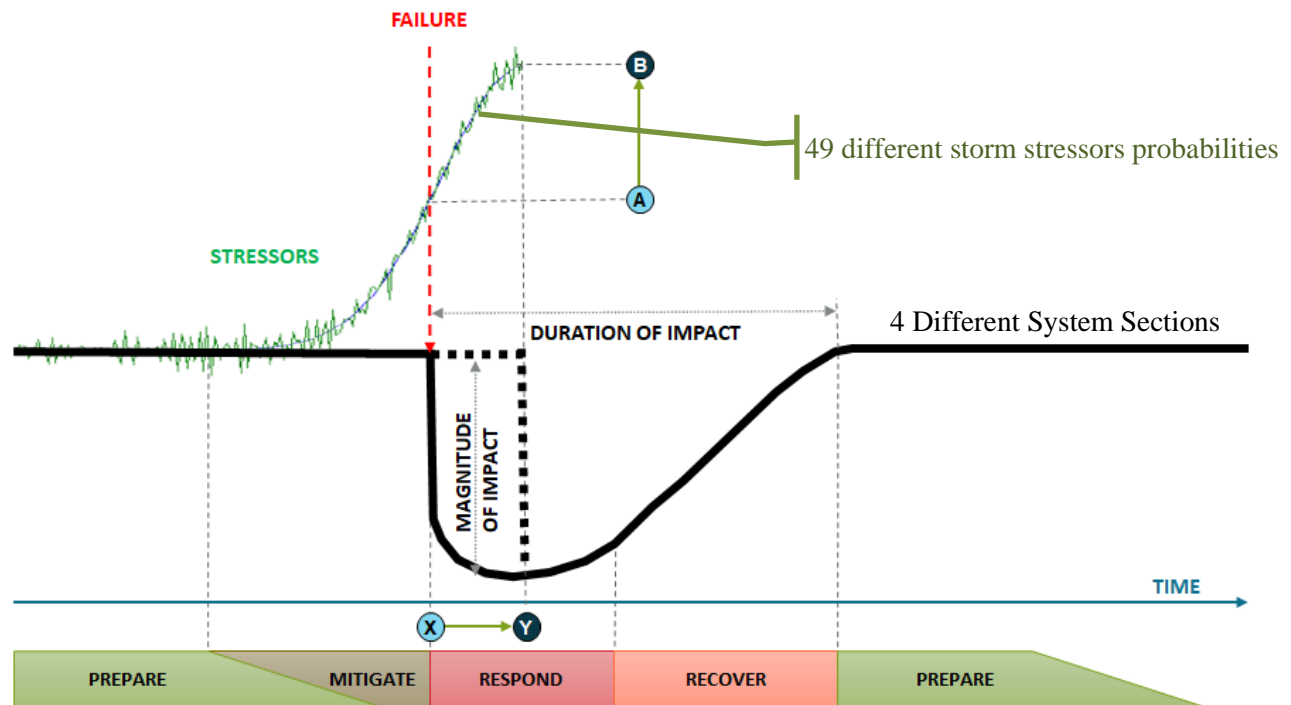 FAILURE
B
49 different storm stressors probabilities
A
STRESSORS
DURATION OF IMPACT
4 Different System Sections
MAGNITUDE
OF IMPACT
TIME
X
Y
PREPARE
MITIGATE
RESPOND
RECOVER
PREPARE